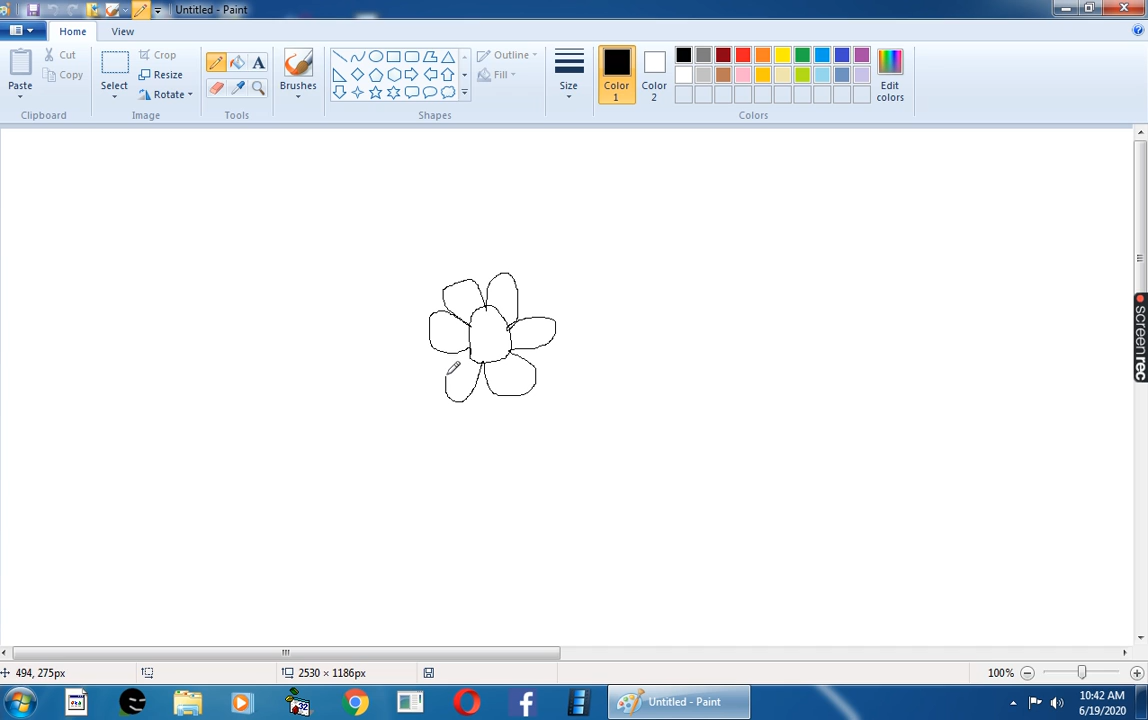 Untitled - Paint
Home View
Paste
Cut
Copy
Clipboard
Select
Crop
Resize
Rotate
Image
A
Tools
Brushes
Outline
Fill
Shapes
Size
Color 1
Color 2
Edit colors
Colors
screenrec
494, 275px
2530 × 1186px
100%
32
Untitled - Paint
10:42 AM
6/19/2020